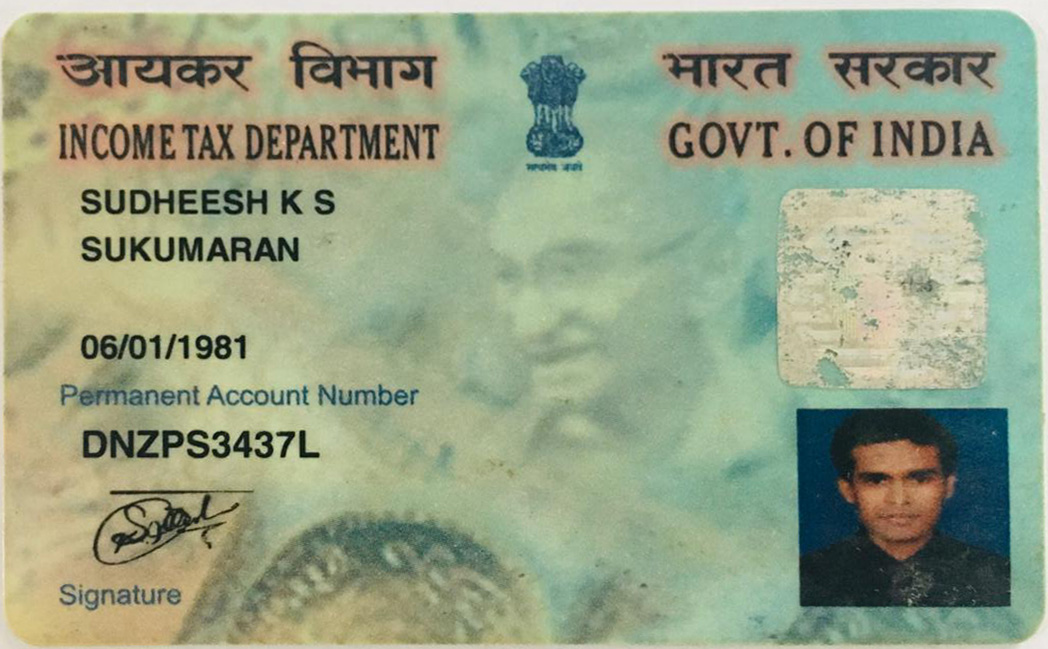 आयकर विभाग
भारत सरकार
INCOME TAX DEPARTMENT
GOVT. OF INDIA
सत्यमेव जयते
SUDHEESH K S
SUKUMARAN
06/01/1981
Permanent Account Number
DNZPS3437L
Signature